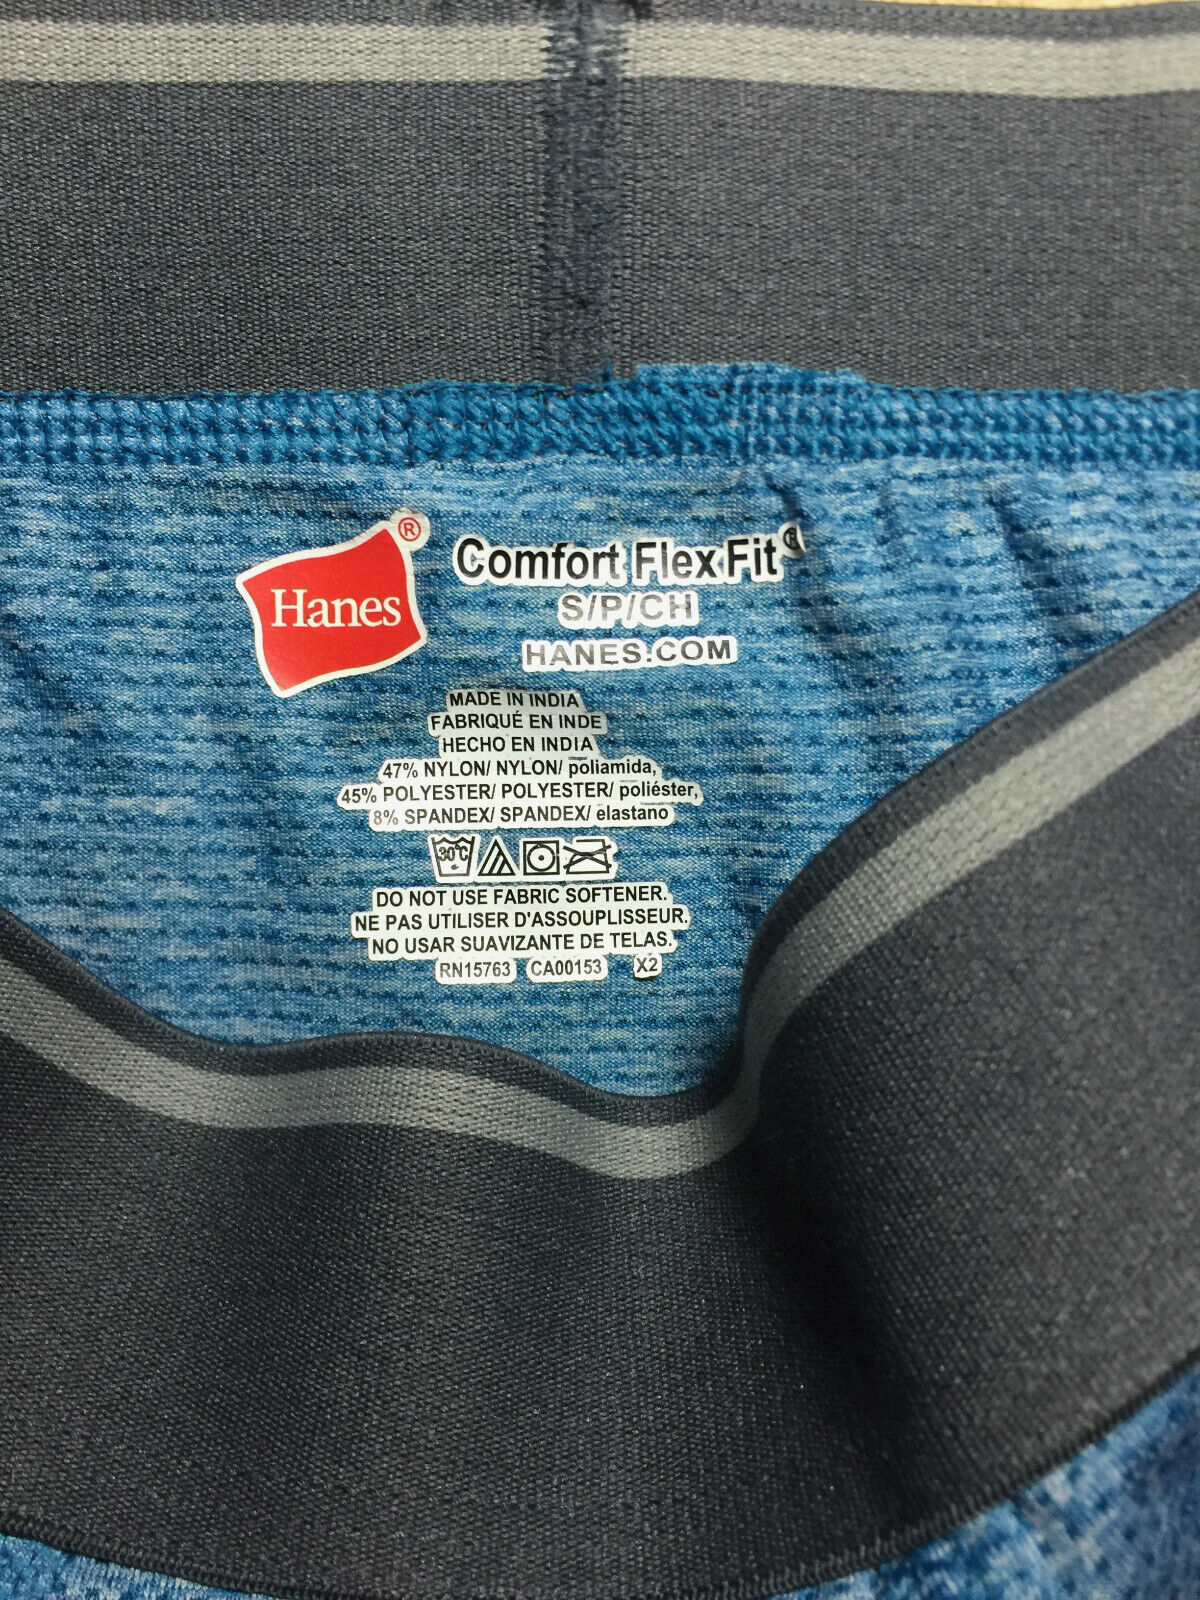 Hanes®
Comfort Flex Fit®
S/P/CH
HANES.COM
MADE IN INDIA
FABRIQUÉ EN INDE
HECHO EN INDIA
47% NYLON/ NYLON/ poliamida,
45% POLYESTER/ POLYESTER/ poliéster,
8% SPANDEX/ SPANDEX/ elastano
30°C
DO NOT USE FABRIC SOFTENER.
NE PAS UTILISER D'ASSOUPLISSEUR.
NO USAR SUAVIZANTE DE TELAS.
RN15763 CA00153 X2